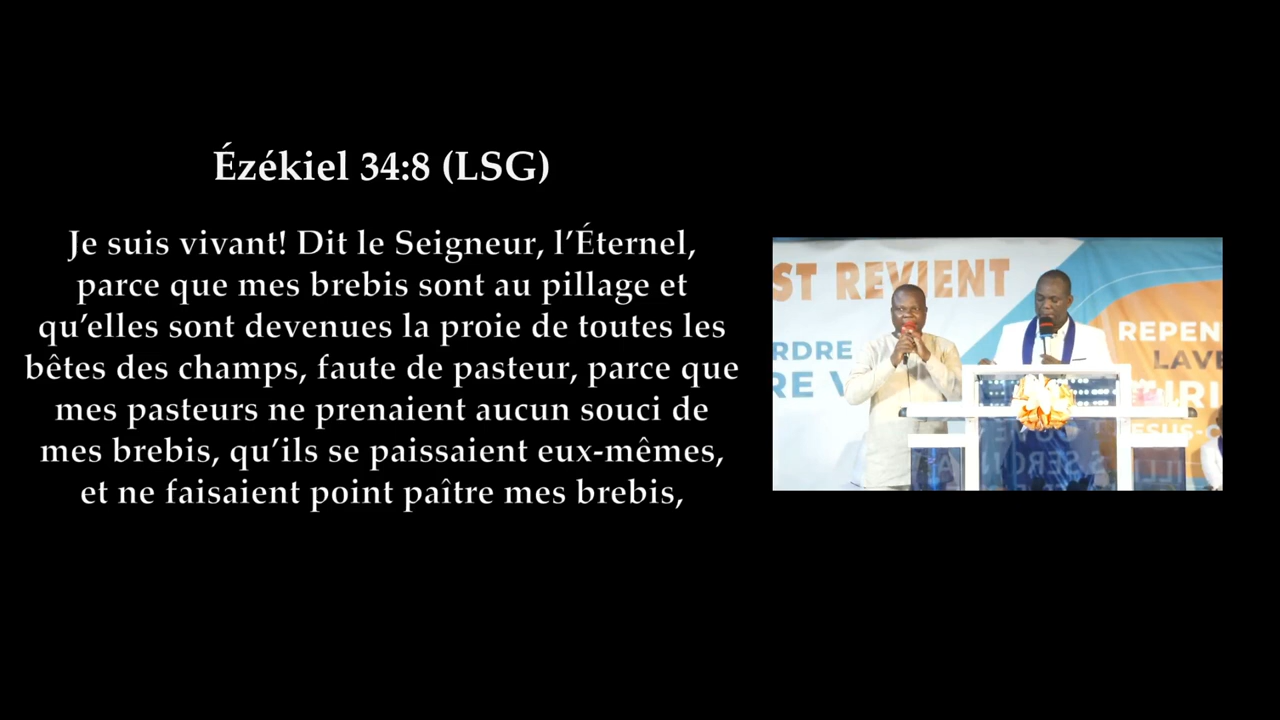 Ézékiel 34:8 (LSG)
Je suis vivant! Dit le Seigneur, l’Éternel,
parce que mes brebis sont au pillage et
qu’elles sont devenues la proie de toutes les
bêtes des champs, faute de pasteur, parce que
mes pasteurs ne prenaient aucun souci de
mes brebis, qu’ils se paissaient eux-mêmes,
et ne faisaient point paître mes brebis,
ST REVIENT
RDRE
RE V
REPEN
LAVE